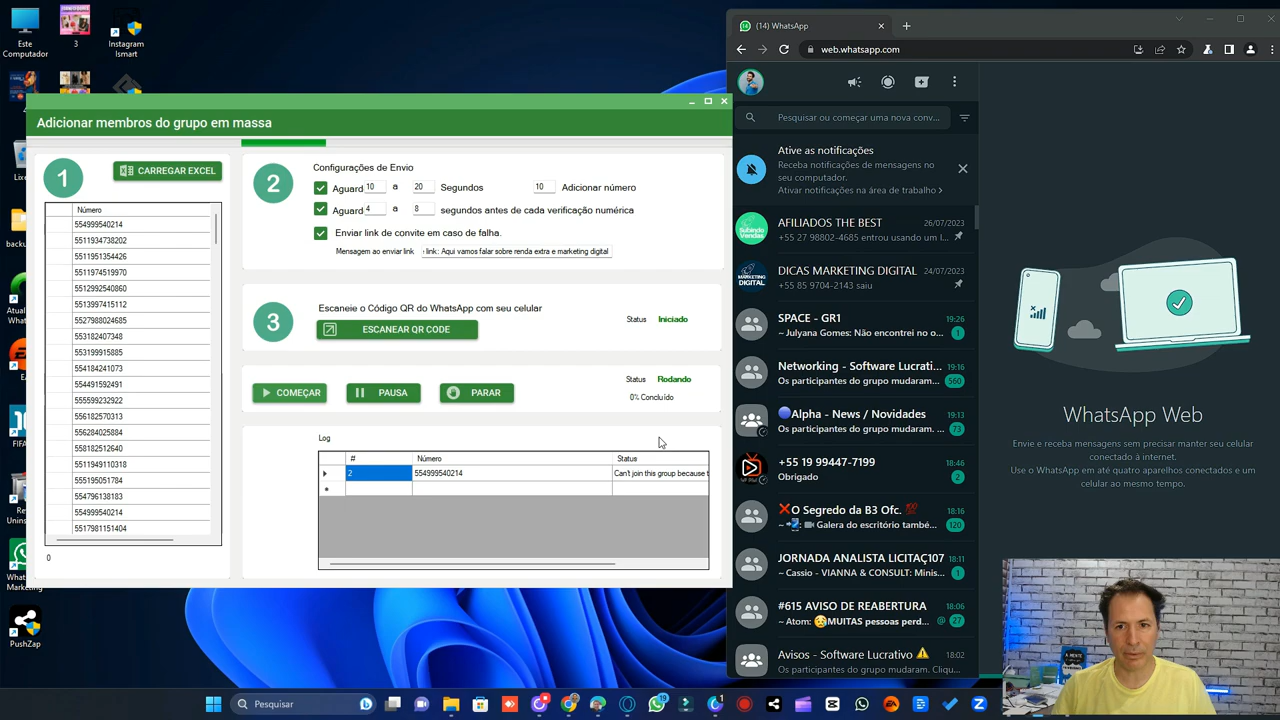 Este
Computador
3
Instagram
Ismart
Adicionar membros do grupo em massa
1
CARREGAR EXCEL
Número
554999540214
5511934738202
5511951354426
5511974519970
5512992540860
5513997415112
5527988024685
553182407348
553199915885
554184241073
554491592491
555599232922
556182570313
556284025884
558182512640
5511949110318
555195051784
554796138183
554999540214
5517981151404
0
2
Configurações de Envio
Aguard 10 a 20 Segundos 10 Adicionar número
Aguard 4 a 8 segundos antes de cada verificação numérica
Enviar link de convite em caso de falha.
Mensagem ao enviar link link: Aqui vamos falar sobre renda extra e marketing digital
3
Escaneie o Código QR do WhatsApp com seu celular
ESCANEAR QR CODE
Status Iniciado
COMEÇAR PAUSA PARAR
Status Rodando
0% Concluído
Log
# Número Status
2 554999540214 Can't join this group because t
PushZap
Pesquisar
(14) WhatsApp
web.whatsapp.com
Pesquisar ou começar uma nova conv...
Ative as notificações
Receba notificações de mensagens no
seu computador.
Ativar notificações na área de trabalho
AFILIADOS THE BEST 26/07/2023
+55 27 98802-4685 entrou usando um l...
DICAS MARKETING DIGITAL 24/07/2023
+55 85 9704-2143 saiu
SPACE - GR1 19:26
~ Julyana Gomes: Não encontrei no o... 1
Networking - Software Lucrati... 19:16
Os participantes do grupo mudaram.... 560
Alpha - News / Novidades 19:13
Os participantes do grupo mudaram. ... 73
+55 19 99447-7199 18:46
Obrigado 2
O Segredo da B3 Ofc. 18:16
~ : Galera do escritório també... 120
JORNADA ANALISTA LICITAÇ107 18:11
~ Cassio - VIANNA & CONSULT: Minis... 1
#615 AVISO DE REABERTURA 18:06
~ Atom: MUITAS pessoas perd... @ 27
Avisos - Software Lucrativo 18:02
Os participantes do grupo mudaram. Cliqu...
WhatsApp Web
Envie e receba mensagens sem precisar manter seu celular
conectado à internet.
Use o WhatsApp em até quatro aparelhos conectados e um
celular ao mesmo tempo.